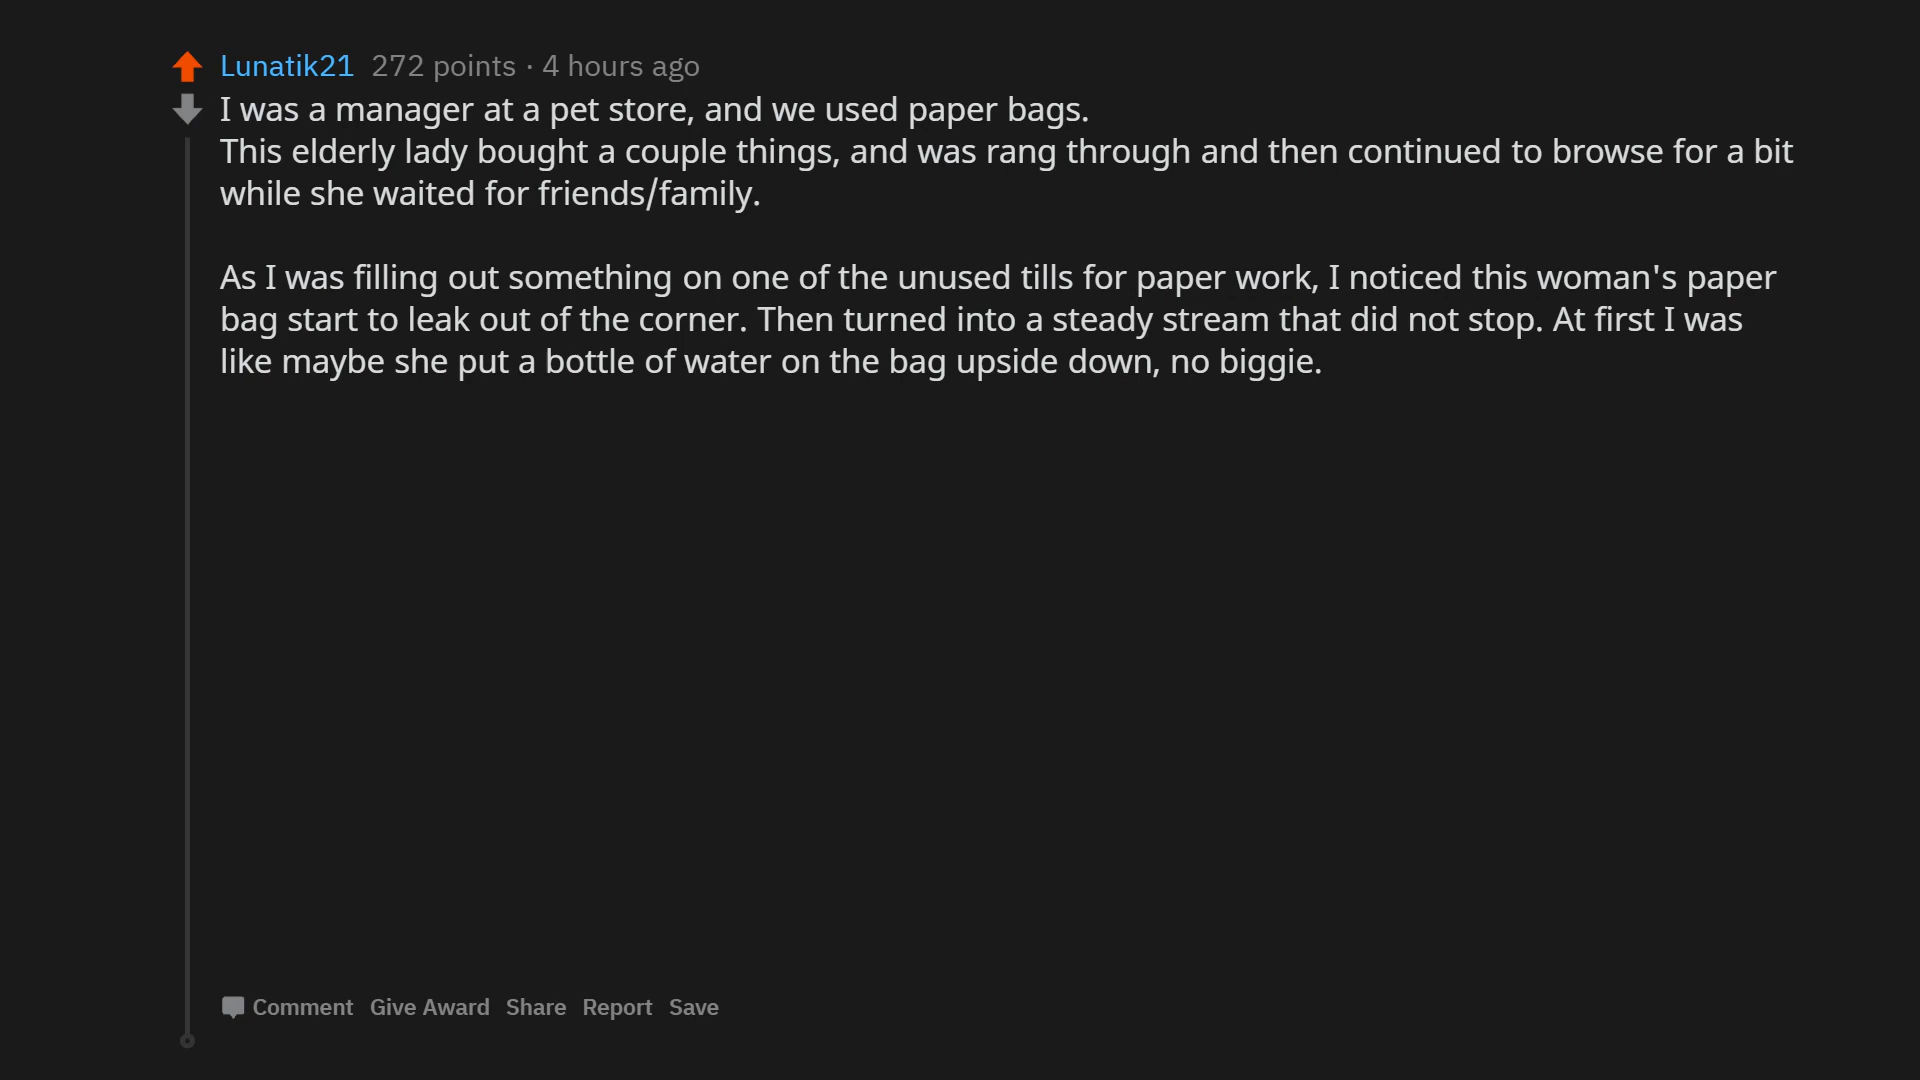 Lunatik21 272 points · 4 hours ago
I was a manager at a pet store, and we used paper bags.
This elderly lady bought a couple things, and was rang through and then continued to browse for a bit
while she waited for friends/family.
As I was filling out something on one of the unused tills for paper work, I noticed this woman's paper
bag start to leak out of the corner. Then turned into a steady stream that did not stop. At first I was
like maybe she put a bottle of water on the bag upside down, no biggie.
Comment Give Award Share Report Save